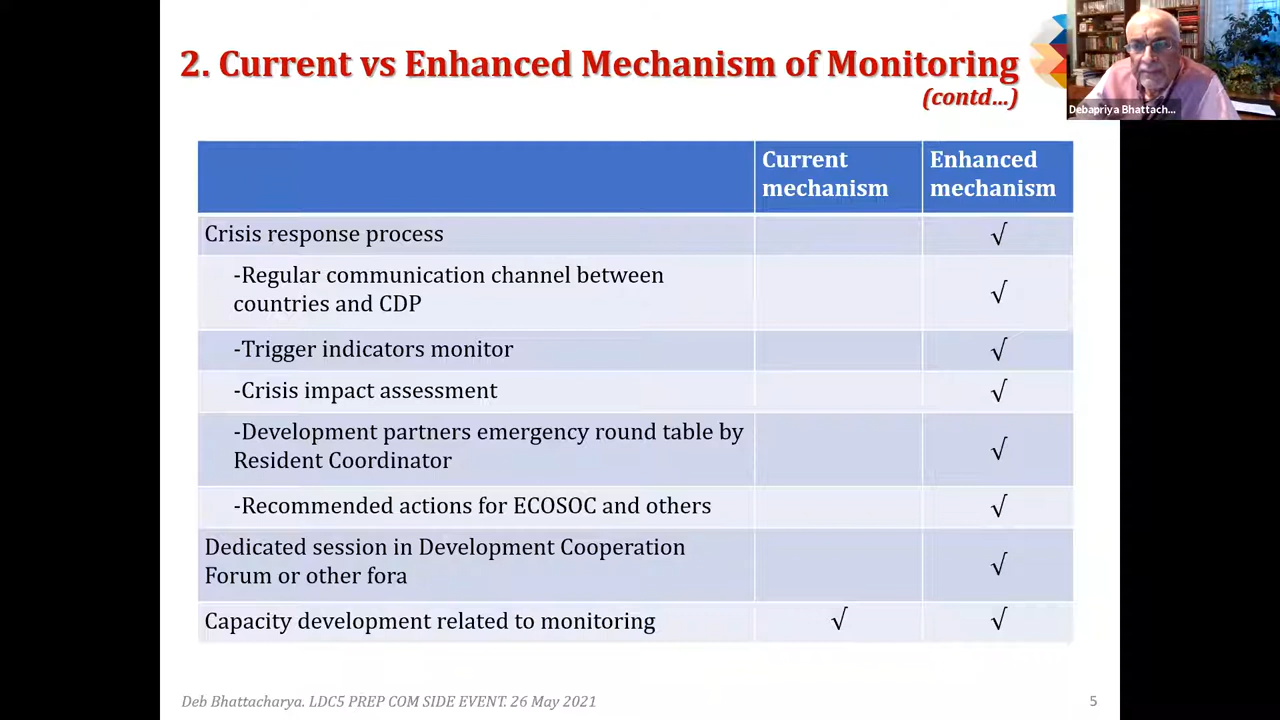 2. Current vs Enhanced Mechanism of Monitoring
(contd...)
Debapriya Bhattach...
Current
mechanism
Enhanced
mechanism
Crisis response process
√
-Regular communication channel between
countries and CDP
√
-Trigger indicators monitor
√
-Crisis impact assessment
√
-Development partners emergency round table by
Resident Coordinator
√
-Recommended actions for ECOSOC and others
√
Dedicated session in Development Cooperation
Forum or other fora
√
Capacity development related to monitoring
√
√
Deb Bhattacharya. LDC5 PREP COM SIDE EVENT. 26 May 2021
5